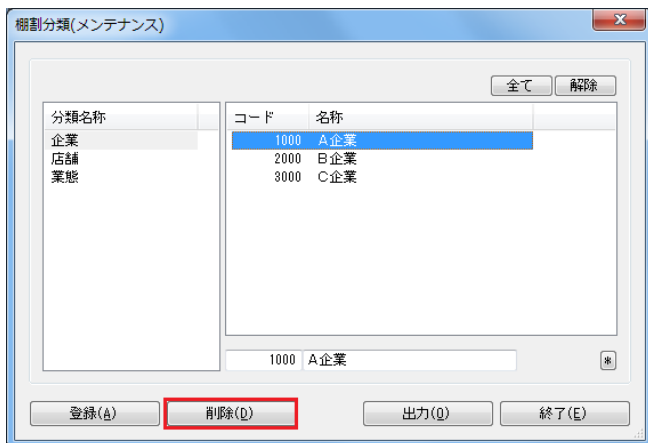 棚割分類(メンテナンス)
全て 解除
分類名称
企業
店舗
業態
コード 名称
1000 A企業
2000 B企業
3000 C企業
1000 A企業 *
登録(A) 削除(D) 出力(O) 終了(E)